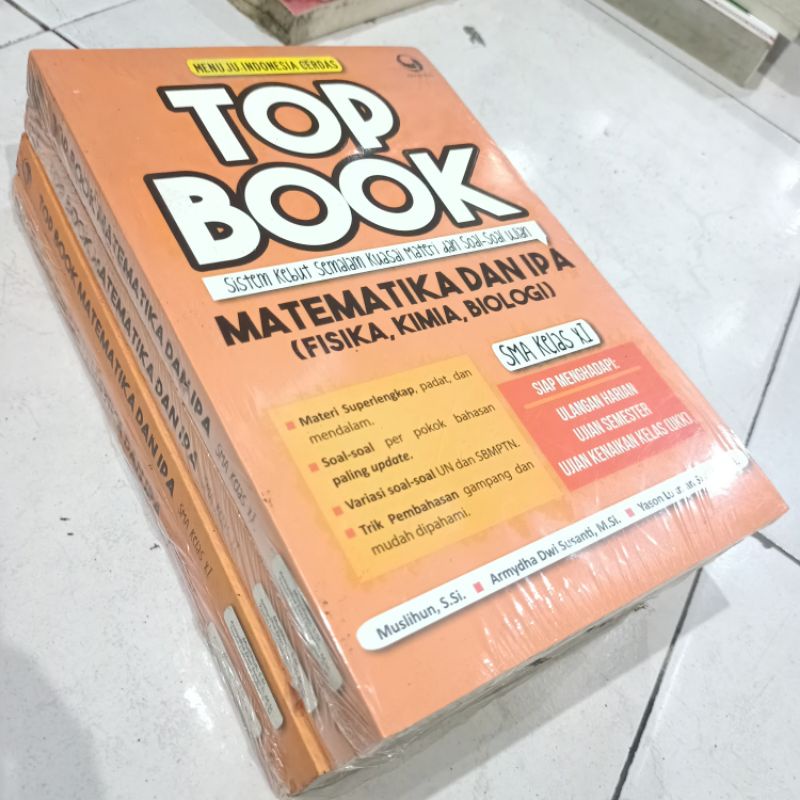 MENUJU INDONESIA CERDAS
TOP
BOOK
Sistem Kebut Semalam Kuasai Materi dan Soal-Soal Ujian
MATEMATIKA DAN IPA
(FISIKA, KIMIA, BIOLOGI)
SMA Kelas XI
Materi Superlengkap, padat, dan
mendalam.
Soal-soal per pokok bahasan
paling update.
Variasi soal-soal UN dan SBMPTN.
Trik Pembahasan gampang dan
mudah dipahami.
SIAP MENGHADAPI:
ULANGAN HARIAN
UJIAN SEMESTER
UJIAN KENAIKAN KELAS (UKK)
Muslihun, S.Si. Armydha Dwi Susanti, M.Si. Yason
TOP BOOK MATEMATIKA DAN IPA SMA Kelas XI
MATEMATIKA DAN IPA
TOP BOOK MATEMATIKA DAN IPA SMA Kelas XI